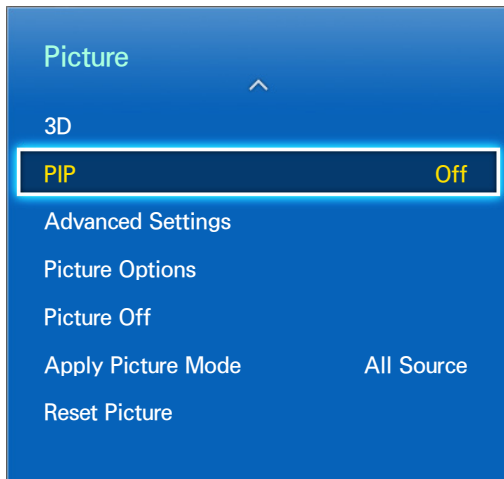 Picture
3D
PIP Off
Advanced Settings
Picture Options
Picture Off
Apply Picture Mode All Source
Reset Picture